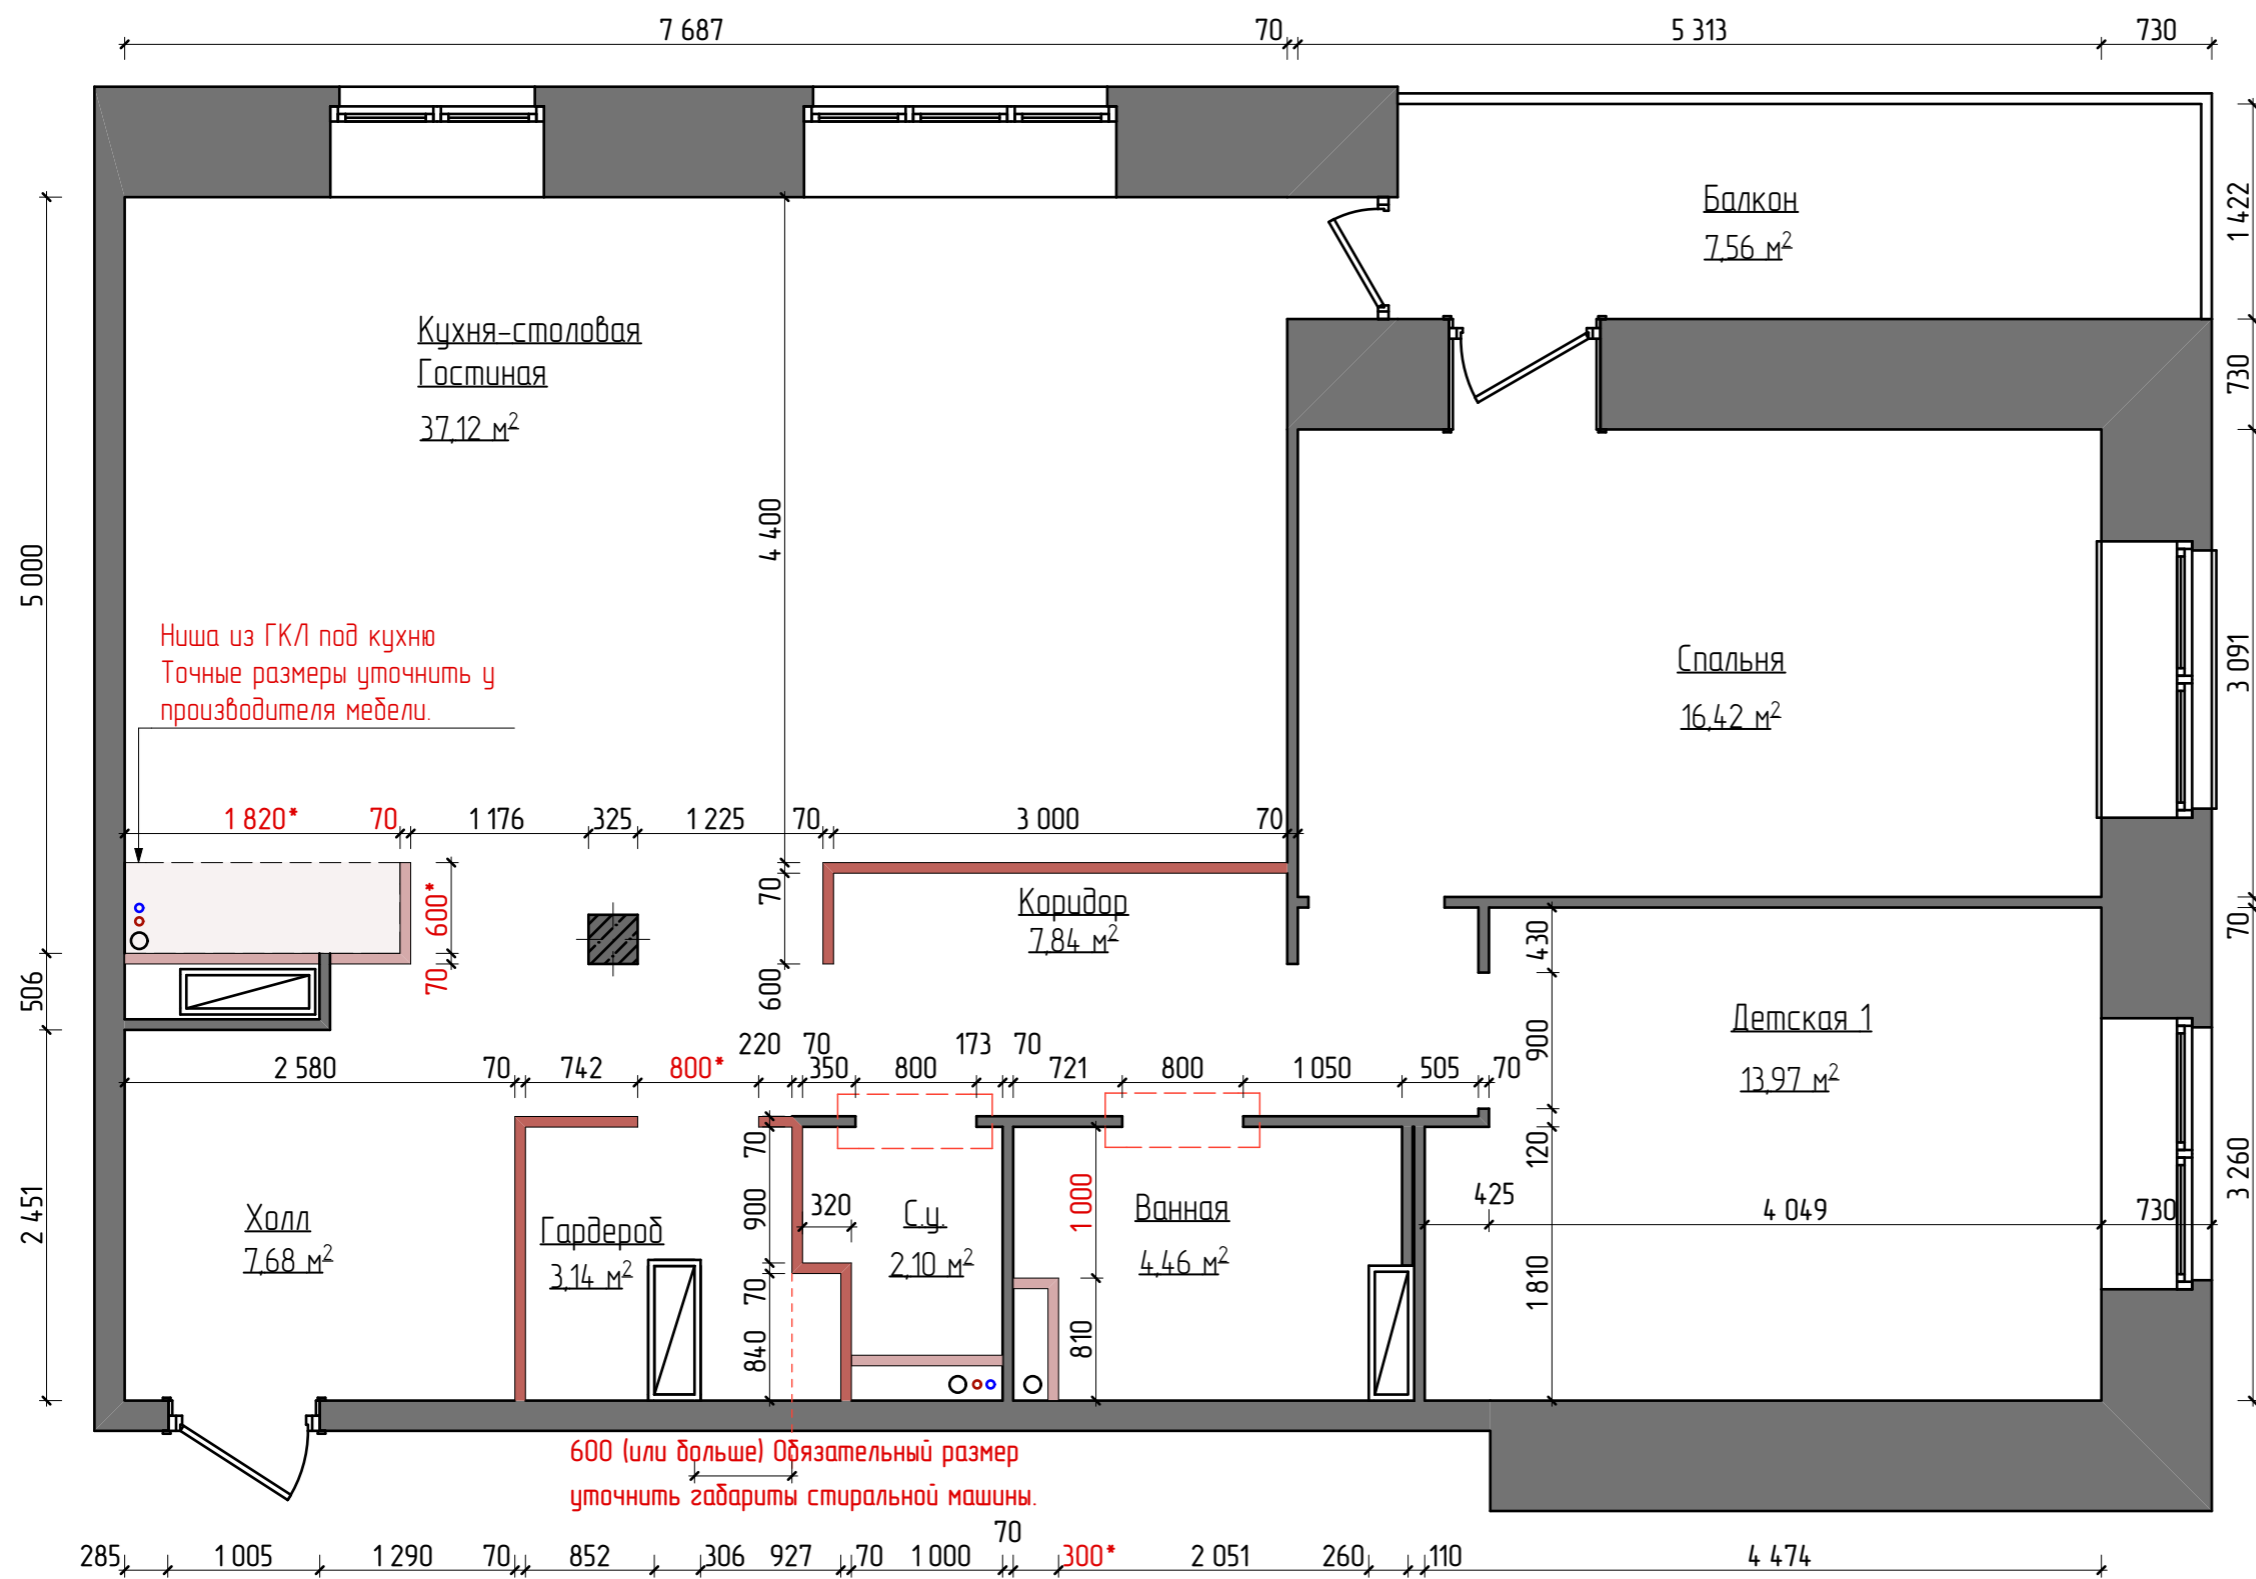 7 687
70
5 313
730
Балкон
7,56 м²
1 422
730
3 091
70
3 260
Кухня-столовая
Гостиная
37,12 м²
4 400
5 000
506
2 451
Ниша из ГКЛ под кухню
Точные размеры уточнить у
производителя мебели.
Спальня
16,42 м²
1 820*
70
1 176
325
1 225
70
3 000
70
600*
70
70
600
Коридор
7,84 м²
430
900
120
1 810
Детская 1
13,97 м²
220
70
173
70
2 580
70
742
800*
350
800
721
800
1 050
505
70
70
900
70
840
320
1 000
810
425
4 049
730
Холл
7,68 м²
Гардероб
3,14 м²
С.у.
2,10 м²
Ванная
4,46 м²
600 (или больше) Обязательный размер
уточнить габариты стиральной машины.
70
285
1 005
1 290
70
852
306
927
70
1 000
300*
2 051
260
110
4 474